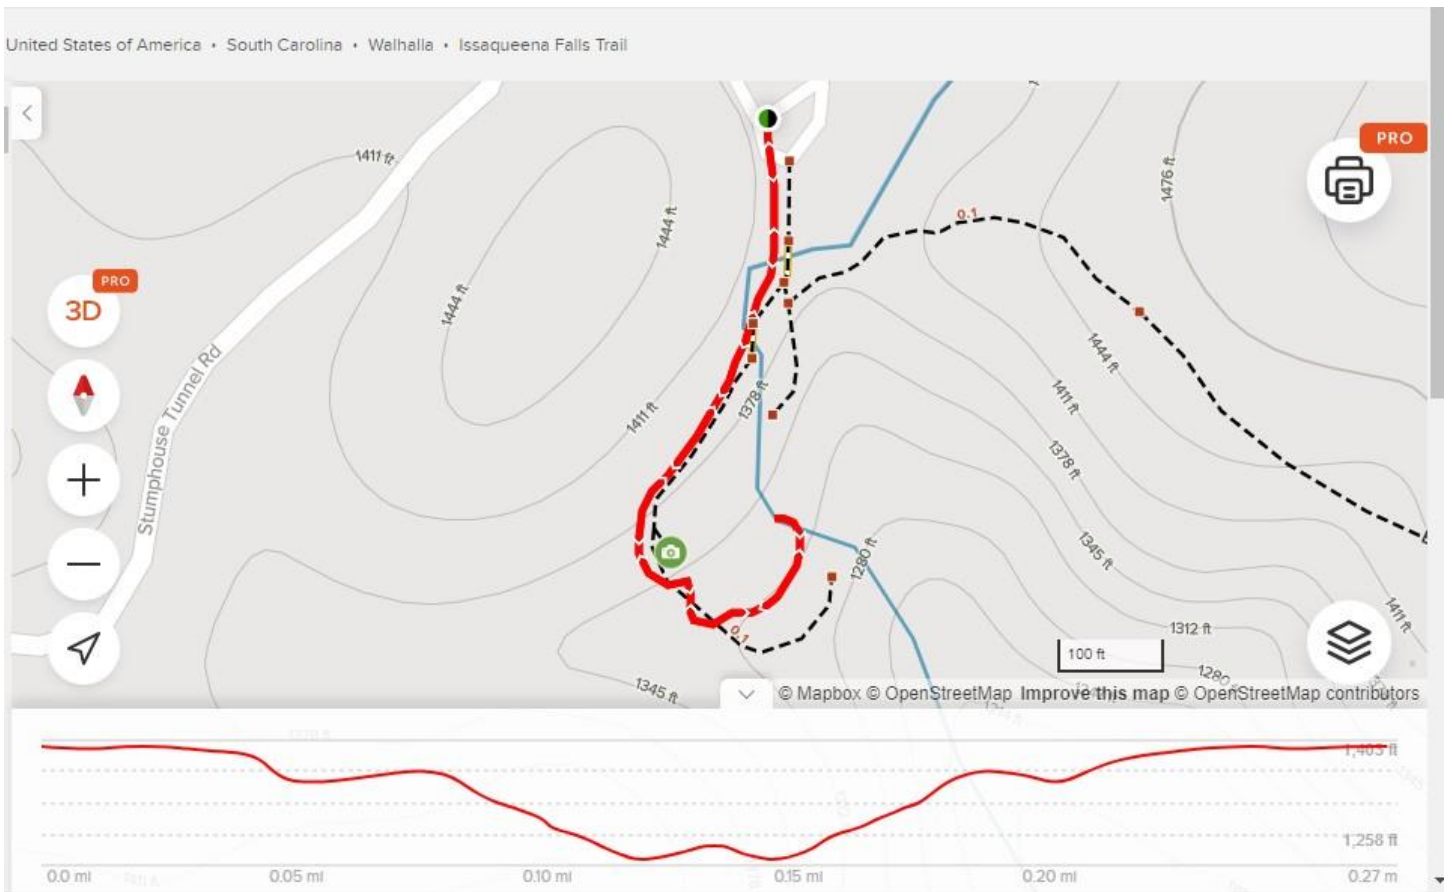 United States of America • South Carolina • Walhalla • Issaqueena Falls Trail
PRO
1411 ft
1476 ft
0.1
1444 ft
PRO
3D
1444 ft
1444 ft
Stumphouse Tunnel Rd
1378 ft
1411 ft
1411 ft
1378 ft
1345 ft
1280 ft
1411 ft
0.1
1312 ft
100 ft
1280 ft
1345 ft
© Mapbox © OpenStreetMap Improve this map © OpenStreetMap contributors
1,403 ft
1,258 ft
0.0 mi 0.05 mi 0.10 mi 0.15 mi 0.20 mi 0.27 m